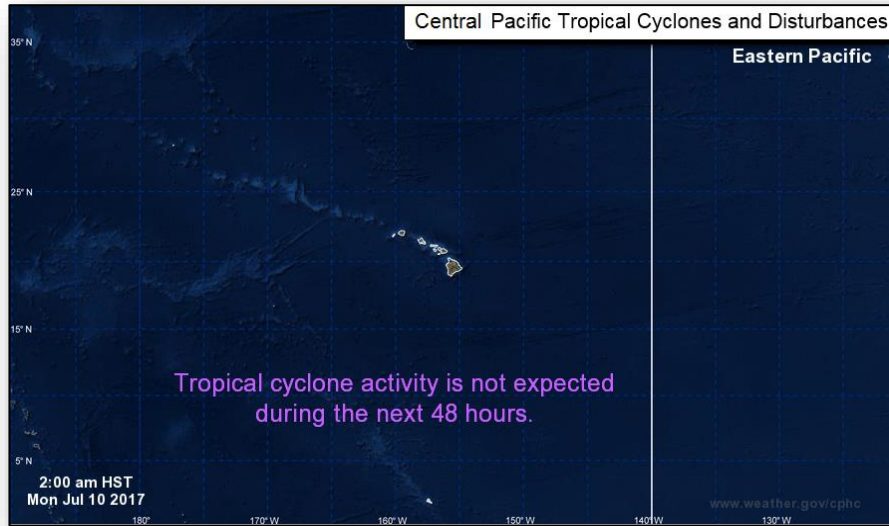 Central Pacific Tropical Cyclones and Disturbances
35° N
Eastern Pacific
25° N
15° N
Tropical cyclone activity is not expected
during the next 48 hours.
5° N
2:00 am HST
Mon Jul 10 2017
www.weather.gov/cphc
180°
170° W
160° W
150° W
140° W
130° W